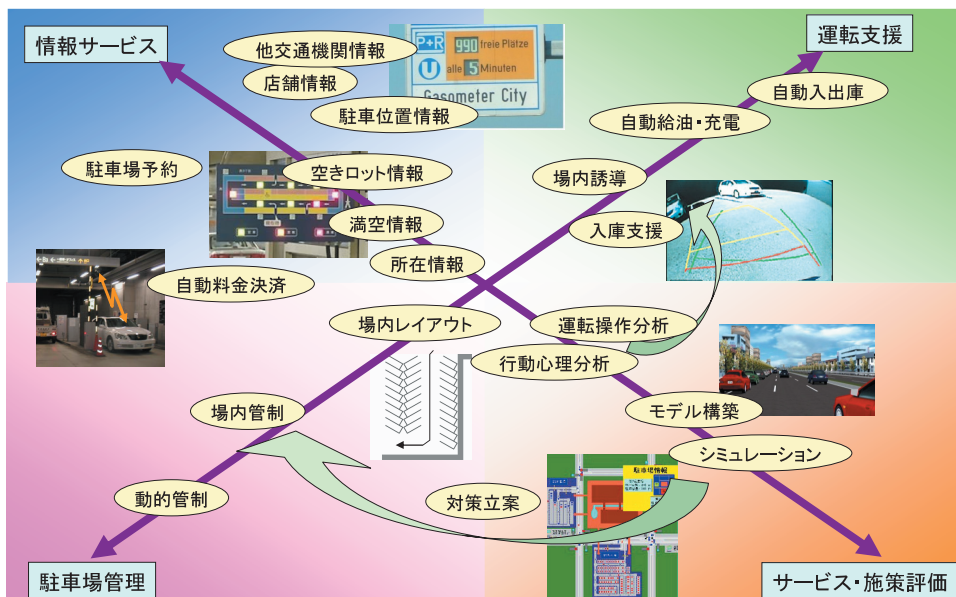 情報サービス
他交通機関情報
店舗情報
駐車位置情報
P+R 990 freie Plätze
U alle 5 Minuten
Gasometer City
運転支援
自動入出庫
自動給油・充電
駐車場予約
空きロット情報
場内誘導
満空情報
入庫支援
所在情報
自動料金決済
場内レイアウト
運転操作分析
行動心理分析
場内管制
モデル構築
シミュレーション
駐車場情報
動的管制
対策立案
駐車場管理
サービス・施策評価